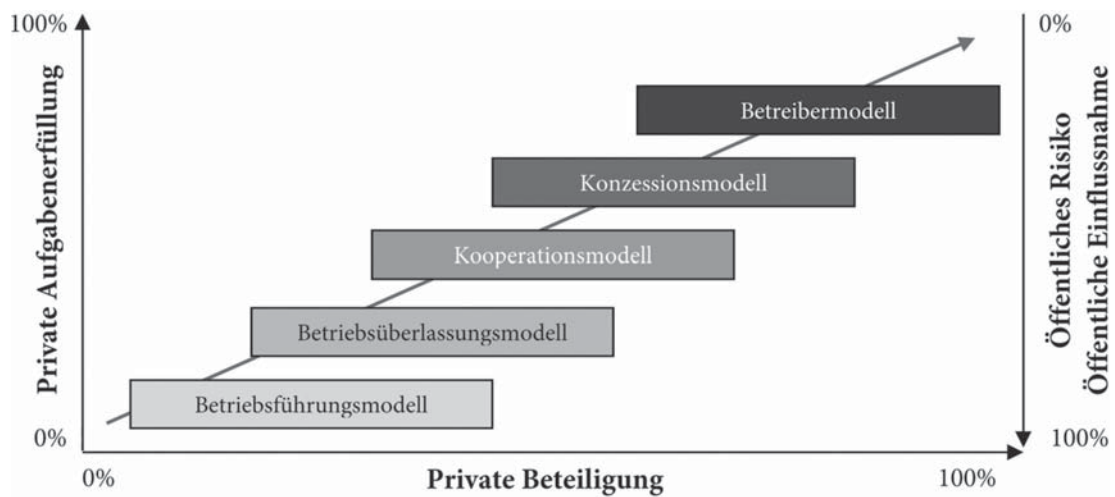 100%
0%
Private Aufgabenerfüllung
Betreibermodell
Konzessionsmodell
Kooperationsmodell
Betriebsüberlassungsmodell
Betriebsführungsmodell
Öffentliches Risiko
Öffentliche Einflussnahme
0%
100%
0%
Private Beteiligung
100%